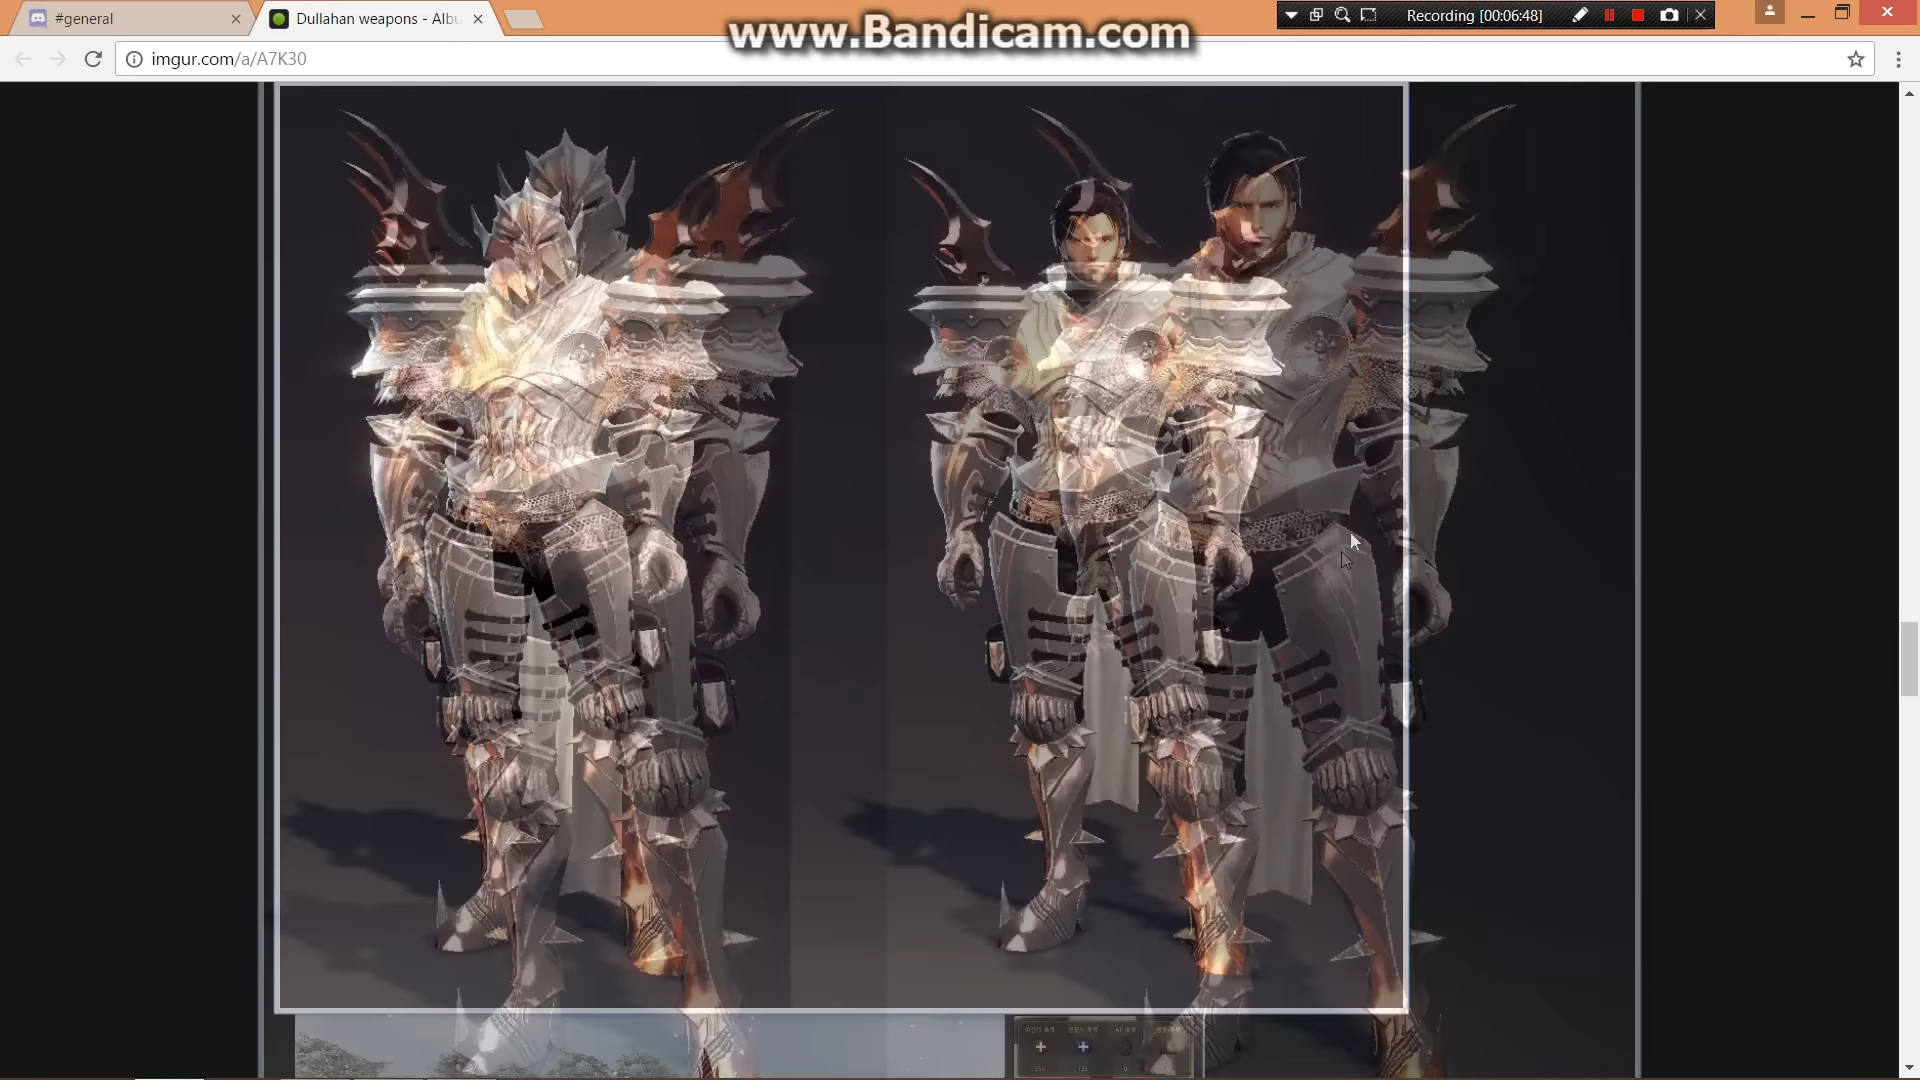 #general
Dullahan weapons - Albu
www.Bandicam.com
Recording [00:06:48]
imgur.com/a/A7K30